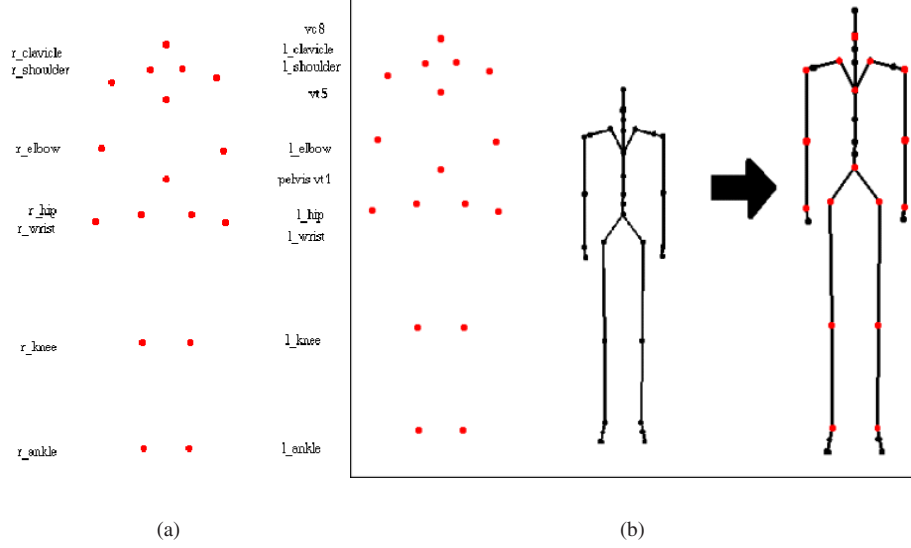 vc8
r_clavicle
l_clavicle
r_shoulder
l_shoulder
vt5
r_elbow
l_elbow
pelvis vt1
r_hip
l_hip
r_wrist
l_wrist
r_knee
l_knee
r_ankle
l_ankle
(a)
(b)